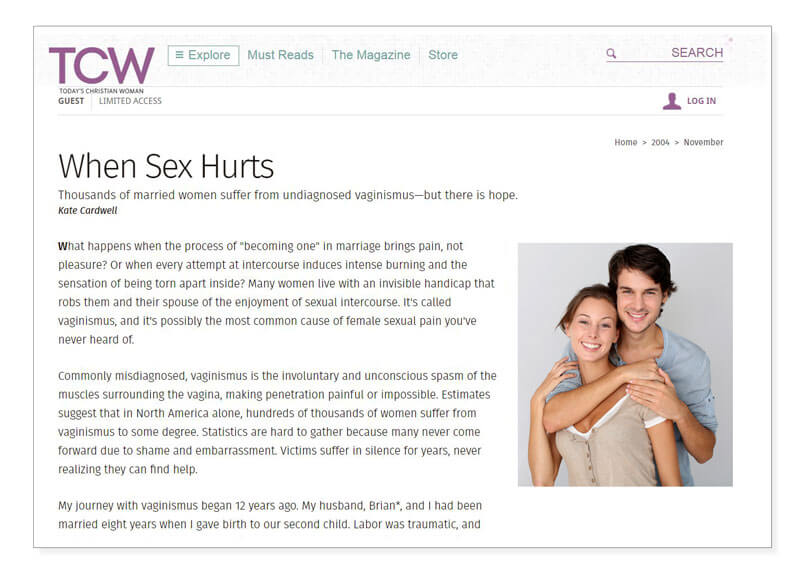 TCW
TODAY'S CHRISTIAN WOMAN
≡ Explore
Must Reads
The Magazine
Store
SEARCH
GUEST
LIMITED ACCESS
LOG IN
Home > 2004 > November
When Sex Hurts
Thousands of married women suffer from undiagnosed vaginismus—but there is hope.
Kate Cardwell
What happens when the process of "becoming one" in marriage brings pain, not
pleasure? Or when every attempt at intercourse induces intense burning and the
sensation of being torn apart inside? Many women live with an invisible handicap that
robs them and their spouse of the enjoyment of sexual intercourse. It's called
vaginismus, and it's possibly the most common cause of female sexual pain you've
never heard of.
Commonly misdiagnosed, vaginismus is the involuntary and unconscious spasm of the
muscles surrounding the vagina, making penetration painful or impossible. Estimates
suggest that in North America alone, hundreds of thousands of women suffer from
vaginismus to some degree. Statistics are hard to gather because many never come
forward due to shame and embarrassment. Victims suffer in silence for years, never
realizing they can find help.
My journey with vaginismus began 12 years ago. My husband, Brian*, and I had been
married eight years when I gave birth to our second child. Labor was traumatic, and